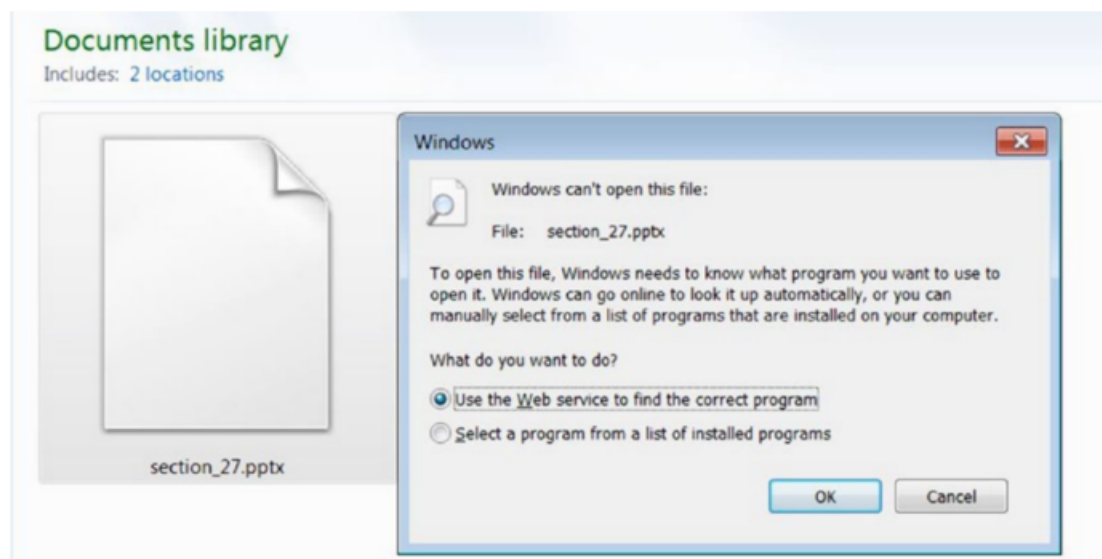 Documents library
Includes: 2 locations
section_27.pptx
Windows
Windows can't open this file:
File: section_27.pptx
To open this file, Windows needs to know what program you want to use to
open it. Windows can go online to look it up automatically, or you can
manually select from a list of programs that are installed on your computer.
What do you want to do?
Use the Web service to find the correct program
Select a program from a list of installed programs
OK
Cancel